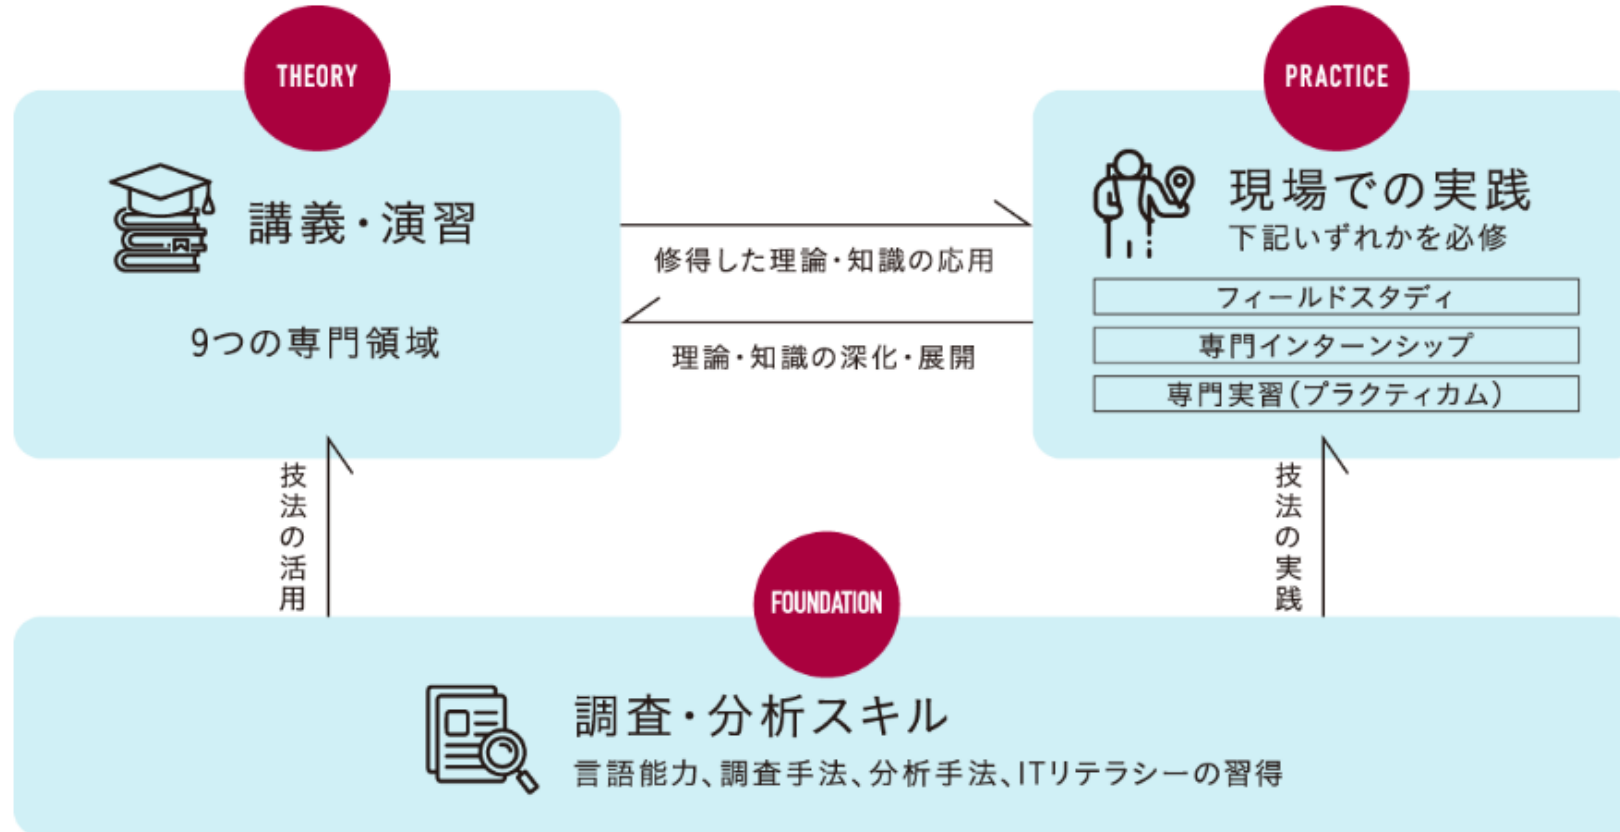 THEORY
講義・演習
9つの専門領域
修得した理論・知識の応用
理論・知識の深化・展開
PRACTICE
現場での実践
下記いずれかを必修
フィールドスタディ
専門インターンシップ
専門実習(プラクティカム)
技法の活用
技法の実践
FOUNDATION
調査・分析スキル
言語能力、調査手法、分析手法、ITリテラシーの習得